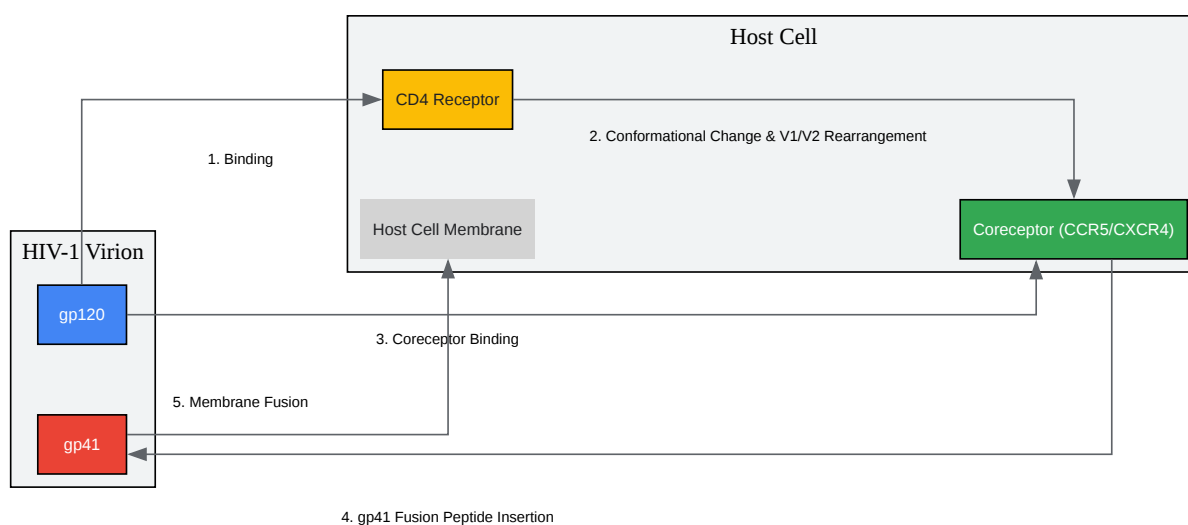 Host Cell
CD4 Receptor
2. Conformational Change & V1/V2 Rearrangement
1. Binding
Host Cell Membrane
Coreceptor (CCR5/CXCR4)
HIV-1 Virion
gp120
3. Coreceptor Binding
5. Membrane Fusion
gp41
4. gp41 Fusion Peptide Insertion